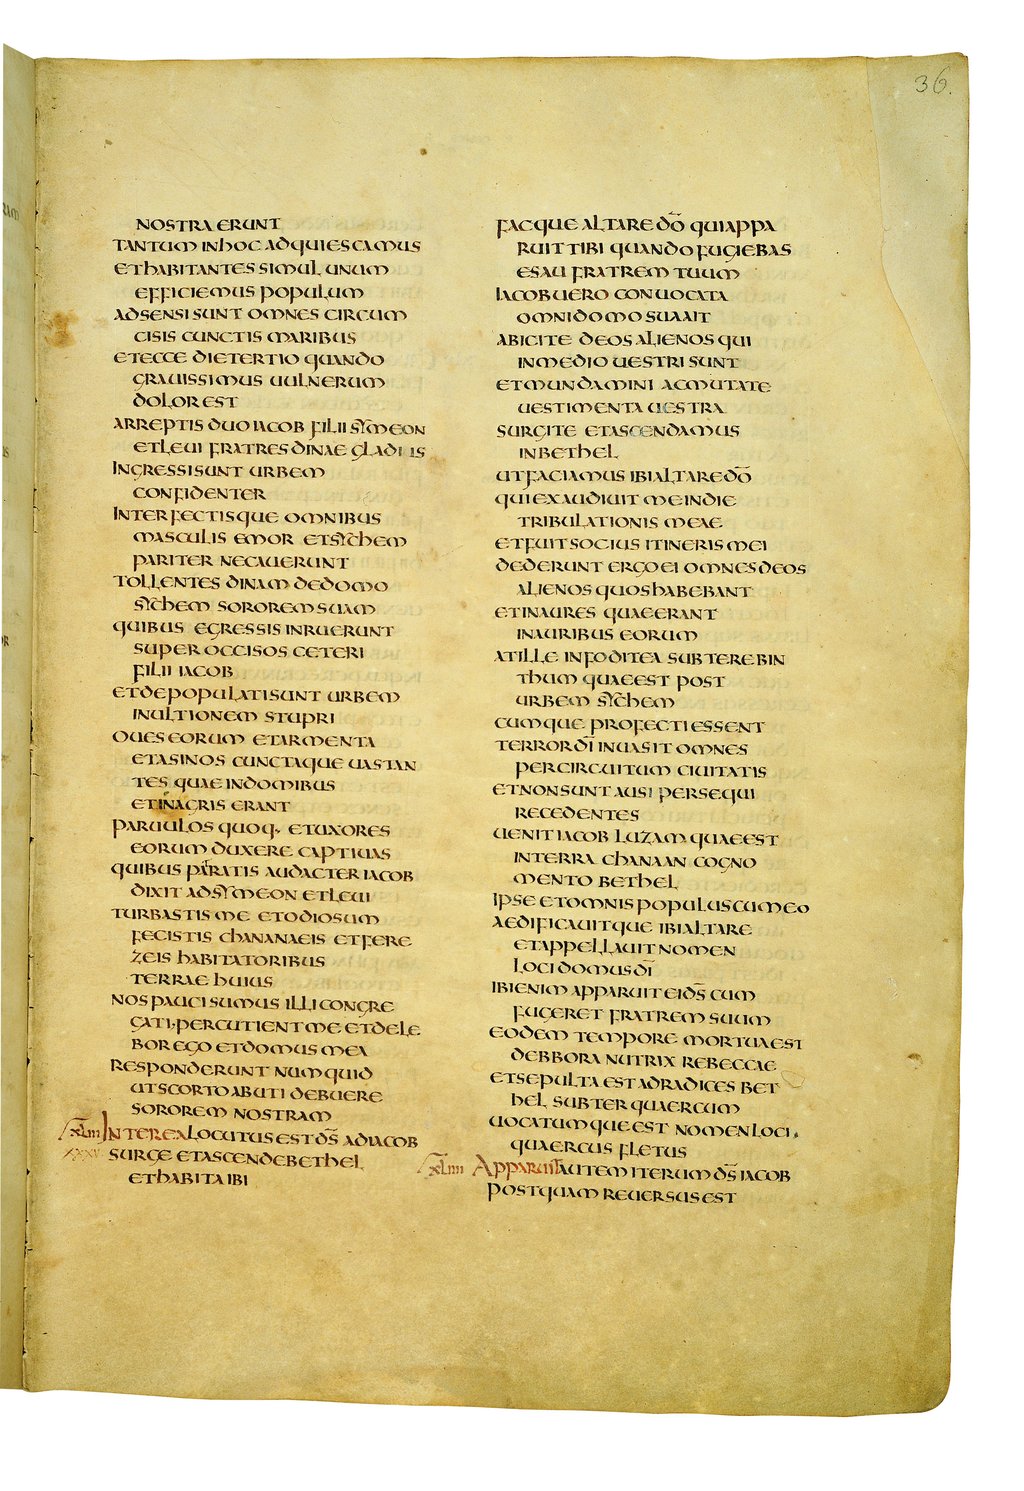 36.
NOSTRA ERUNT
TANTUM IN HOC ADQUIESCAMUS
ET HABITANTES SIMUL UNUM
EFFICIEMUS POPULUM
ADSENSI SUNT OMNES CIRCUM
CISIS CUNCTIS MARIBUS
ET ECCE DIE TERTIO QUANDO
GRAUISSIMUS UULNERUM
DOLOR EST
ARREPTIS DUO IACOB FILII SYMEON
ET LEUI FRATRES DINAE GLADIIS
INGRESSI SUNT URBEM
CONFIDENTER
INTERFECTISQUE OMNIBUS
MASCULIS EMOR ET SYCHEM
PARITER NECAUERUNT
TOLLENTES DINAM DE DOMO
SYCHEM SOROREM SUAM
QUIBUS EGRESSIS INRUERUNT
SUPER OCCISOS CETERI
FILII IACOB
ET DEPOPULATI SUNT URBEM
IN ULTIONEM STUPRI
OUES EORUM ET ARMENTA
ET ASINOS CUNCTAQUE UASTAN
TES QUAE IN DOMIBUS
ET IN AGRIS ERANT
PARUULOS QUOQ· ET UXORES
EORUM DUXERE CAPTIUAS
QUIBUS PATRATIS AUDACTER IACOB
DIXIT AD SYMEON ET LEUI
TURBASTIS ME ET ODIOSUM
FECISTIS CHANANAEIS ET FERE
ZEIS HABITATORIBUS
TERRAE HUIUS
NOS PAUCI SUMUS ILLI CONGRE
GATI; PERCUTIENT ME ET DELE
BOR EGO ET DOMUS MEA
RESPONDERUNT NUMQUID
UT SCORTO ABUTI DEBUERE
SOROREM NOSTRAM
XLIII INTEREA LOCUTUS EST D̄S AD IACOB
XXXV SURGE ET ASCENDE BETHEL
ET HABITA IBI
FACQUE ALTARE D̄O QUI APPA
RUIT TIBI QUANDO FUGIEBAS
ESAU FRATREM TUUM
IACOB UERO CONUOCATA
OMNI DOMO SUA AIT
ABICITE DEOS ALIENOS QUI
IN MEDIO UESTRI SUNT
ET MUNDAMINI AC MUTATE
UESTIMENTA UESTRA
SURGITE ET ASCENDAMUS
IN BETHEL
UT FACIAMUS IBI ALTARE D̄O
QUI EXAUDIUIT ME IN DIE
TRIBULATIONIS MEAE
ET FUIT SOCIUS ITINERIS MEI
DEDERUNT ERGO EI OMNES DEOS
ALIENOS QUOS HABEBANT
ET INAURES QUAE ERANT
IN AURIBUS EORUM
AT ILLE INFODIT EA SUBTER EBIN
THUM QUAE EST POST
URBEM SYCHEM
CUMQUE PROFECTI ESSENT
TERROR D̄I INUASIT OMNES
PER CIRCUITUM CIUITATIS
ET NON SUNT AUSI PERSEQUI
RECEDENTES
UENIT IACOB LUZAM QUAE EST
IN TERRA CHANAAN COGNO
MENTO BETHEL
IPSE ET OMNIS POPULUS CUM EO
AEDIFICAUITQUE IBI ALTARE
ET APPELLAUIT NOMEN
LOCI DOMUS D̄I
IBI ENIM APPARUIT EI D̄S CUM
FUGERET FRATREM SUUM
EODEM TEMPORE MORTUA EST
DEBBORA NUTRIX REBECCAE
ET SEPULTA EST AD RADICES BET
HEL SUBTER QUAERCUM
UOCATUMQUE EST NOMEN LOCI·
QUAERCUS FLETUS
XLIIII APPARUIT AUTEM ITERUM D̄S IACOB
POSTQUAM REUERSUS EST